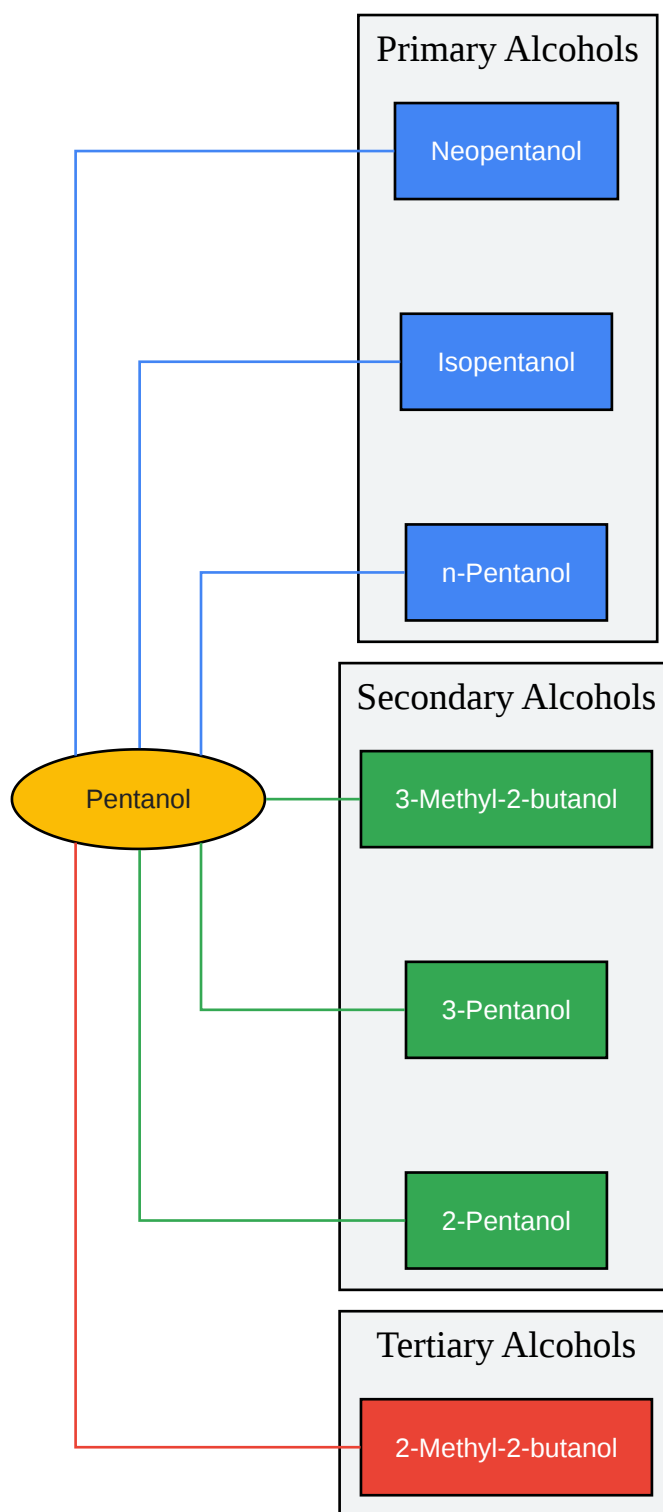 Primary Alcohols
Neopentanol
Isopentanol
n-Pentanol
Secondary Alcohols
3-Methyl-2-butanol
Pentanol
3-Pentanol
2-Pentanol
Tertiary Alcohols
2-Methyl-2-butanol